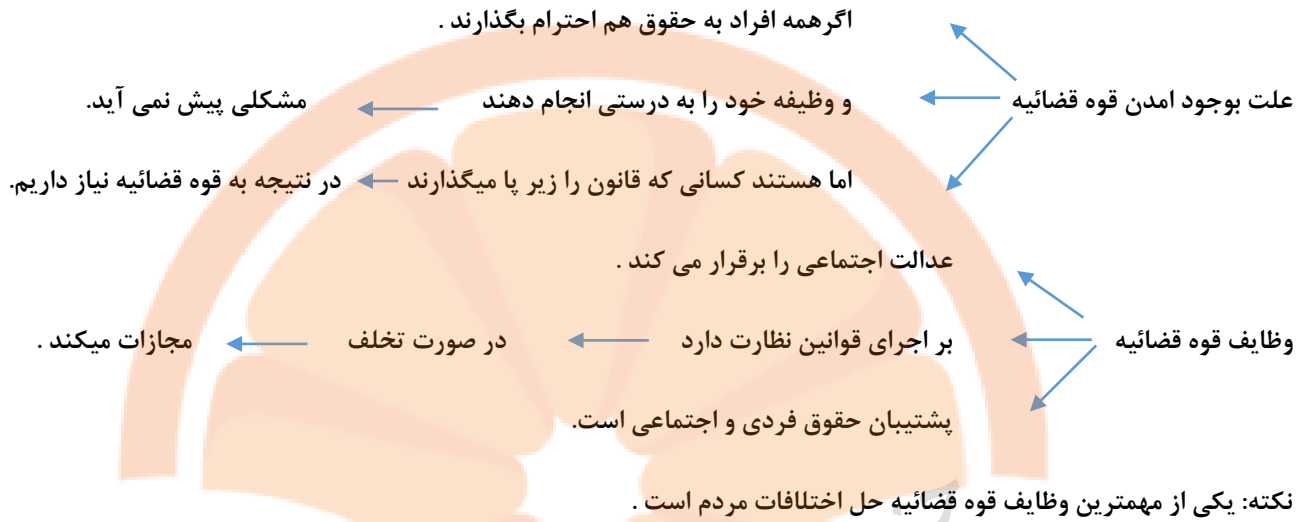 اگرهمه افراد به حقوق هم احترام بگذارند .
علت بوجود امدن قوه قضائیه و وظیفه خود را به درستی انجام دهند مشکلی پیش نمی آید.
اما هستند کسانی که قانون را زیر پا میگذارند در نتیجه به قوه قضائیه نیاز داریم.
عدالت اجتماعی را برقرار می کند .
وظایف قوه قضائیه بر اجرای قوانین نظارت دارد در صورت تخلف مجازات میکند .
پشتیبان حقوق فردی و اجتماعی است.
نکته: یکی از مهمترین وظایف قوه قضائیه حل اختلافات مردم است .